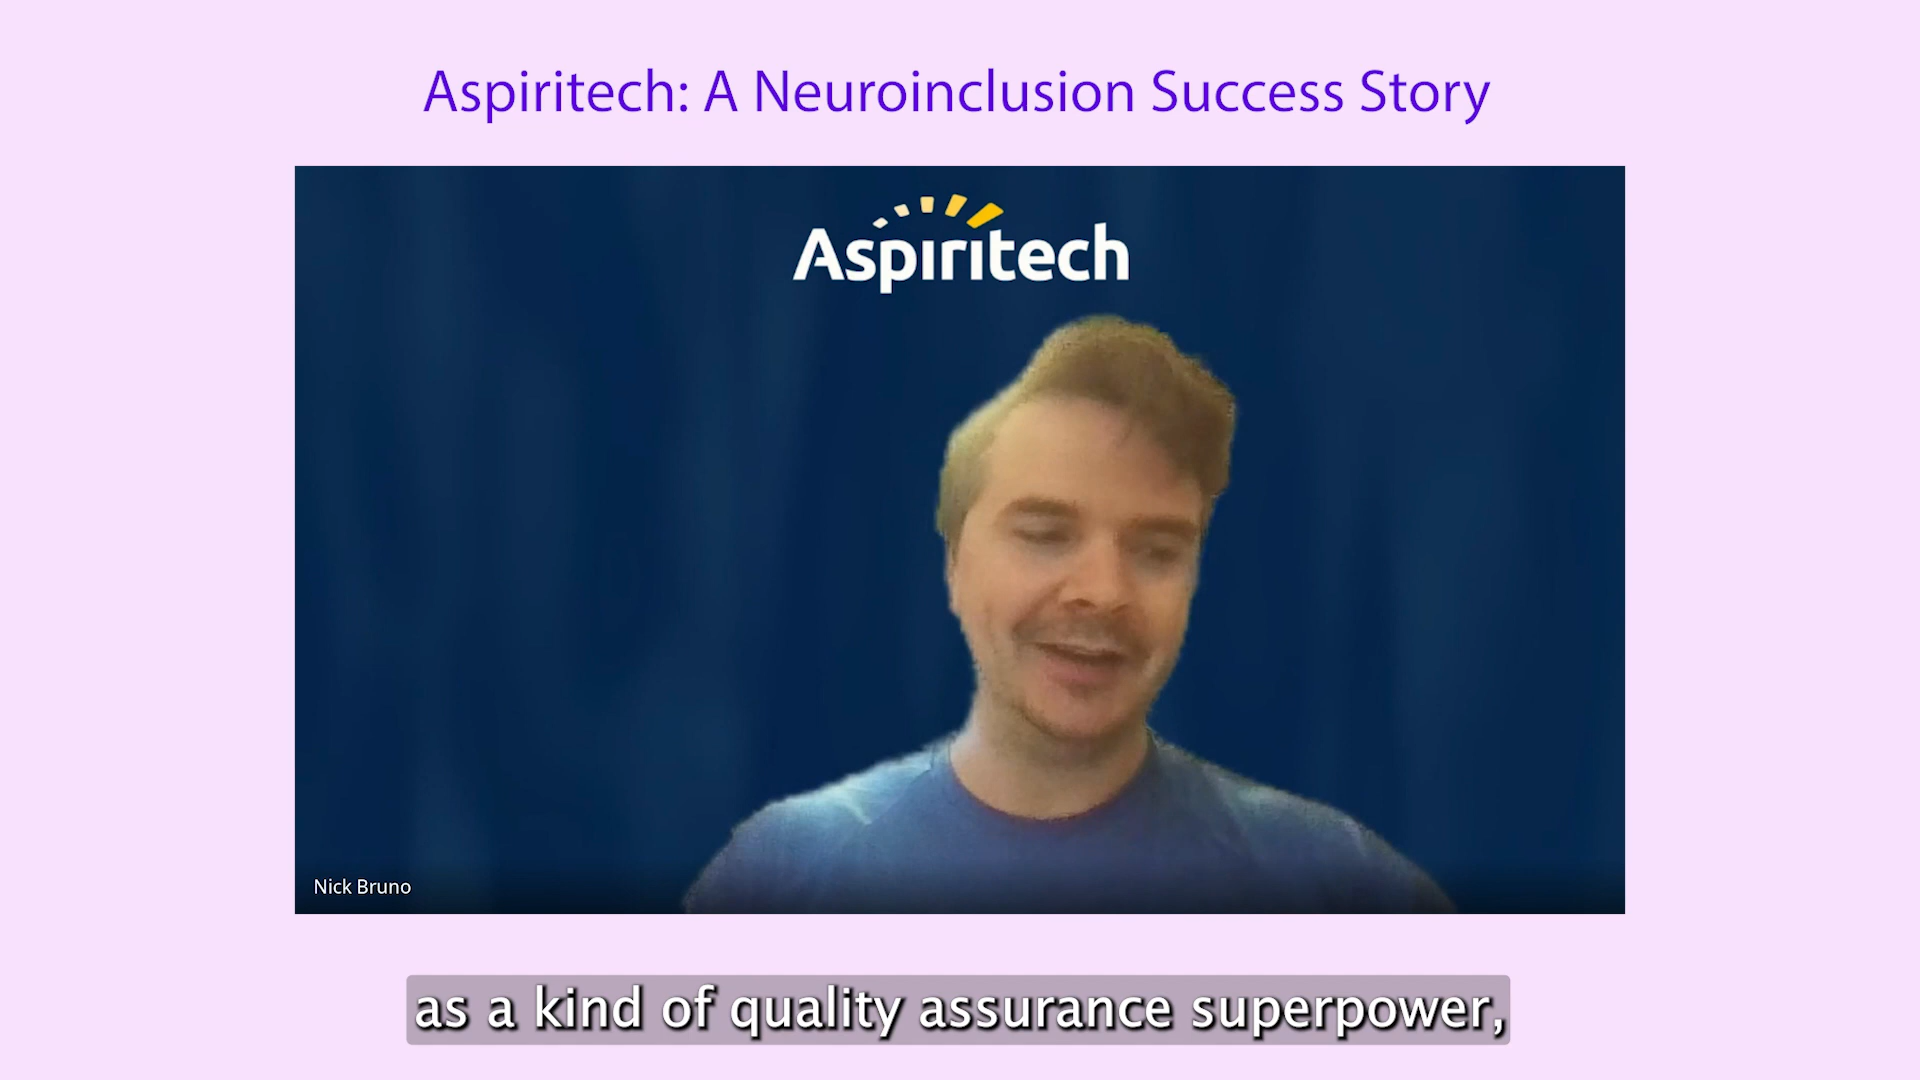 Aspiritech: A Neuroinclusion Success Story
Aspiritech
Nick Bruno
as a kind of quality assurance superpower,